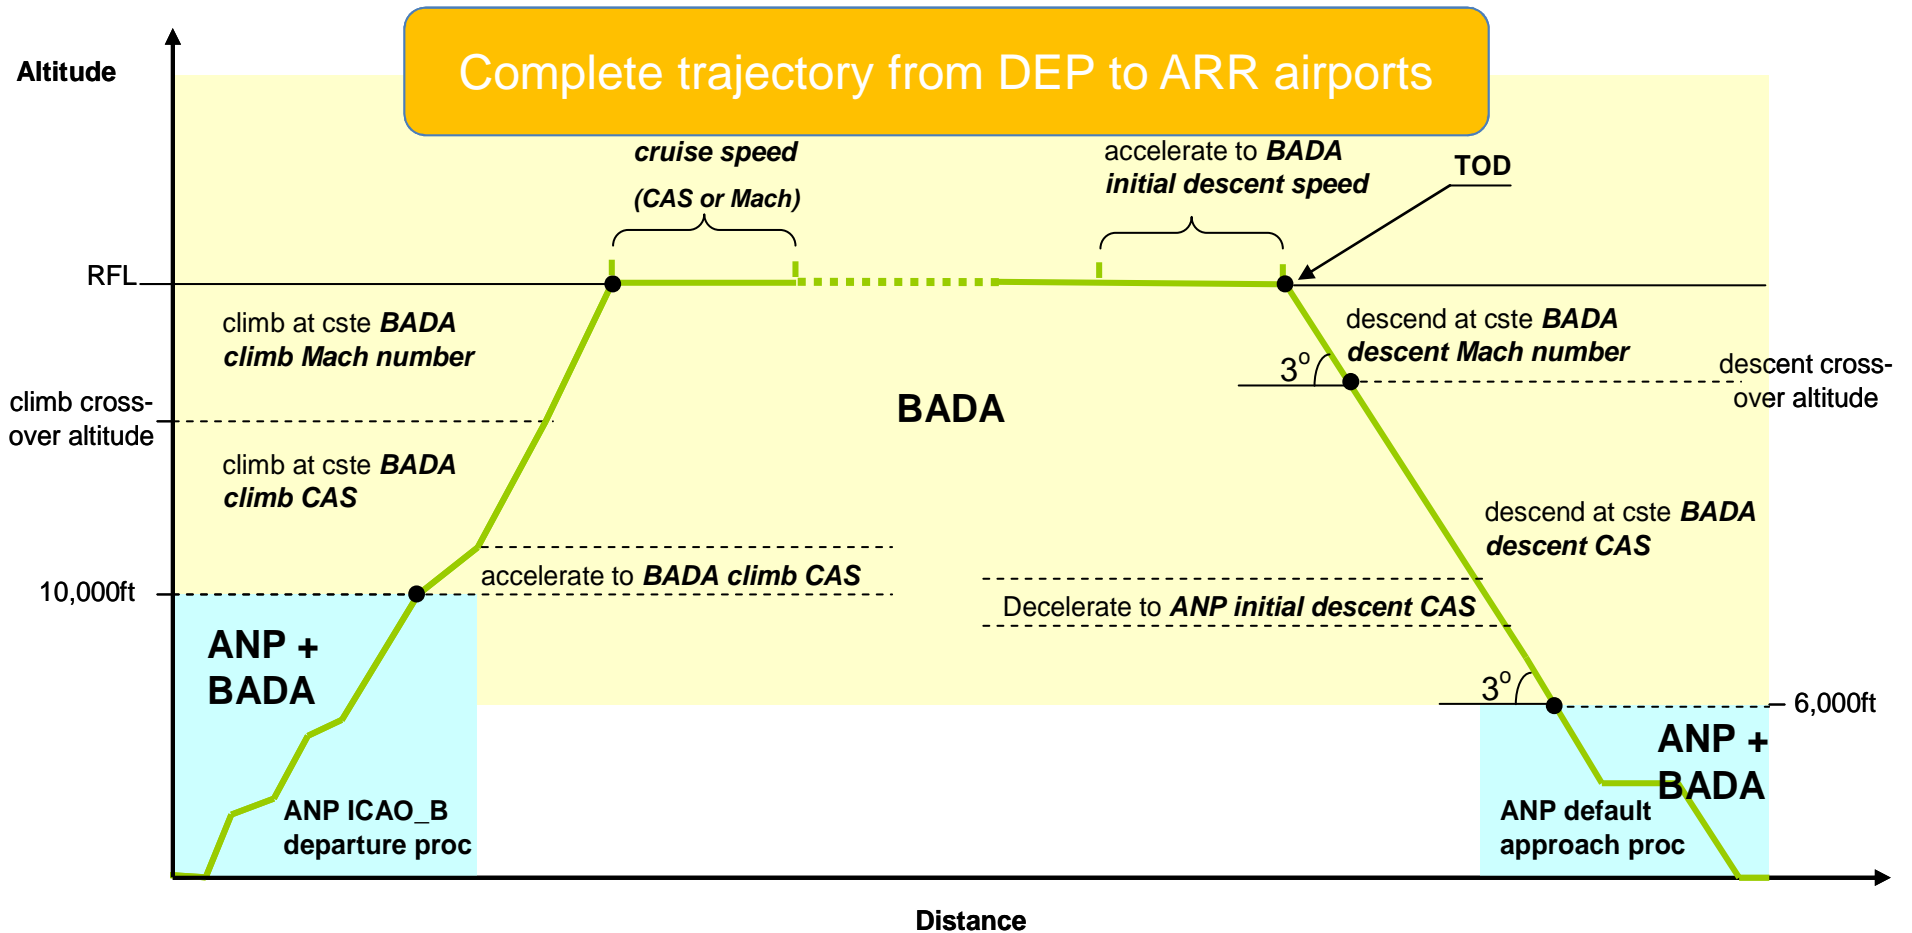 Complete trajectory from DEP to ARR airports
Altitude
cruise speed
(CAS or Mach)
accelerate to BADA
initial descent speed
TOD
RFL
climb at cste BADA
climb Mach number
descend at cste BADA
descent Mach number
3°
descent cross-
over altitude
climb cross-
over altitude
BADA
climb at cste BADA
climb CAS
descend at cste BADA
descent CAS
accelerate to BADA climb CAS
10,000ft
Decelerate to ANP initial descent CAS
ANP +
BADA
3°
6,000ft
ANP +
BADA
ANP ICAO_B
departure proc
ANP default
approach proc
Distance